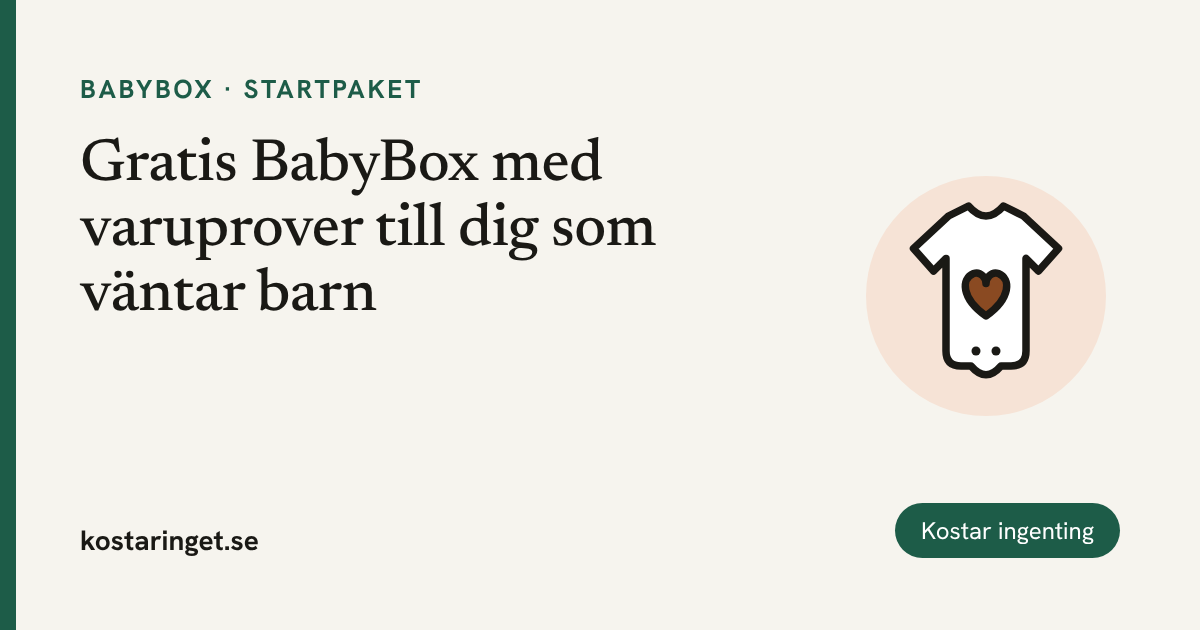 BABYBOX · STARTPAKET
Gratis BabyBox med
varuprover till dig som
väntar barn
kostaringet.se
Kostar ingenting